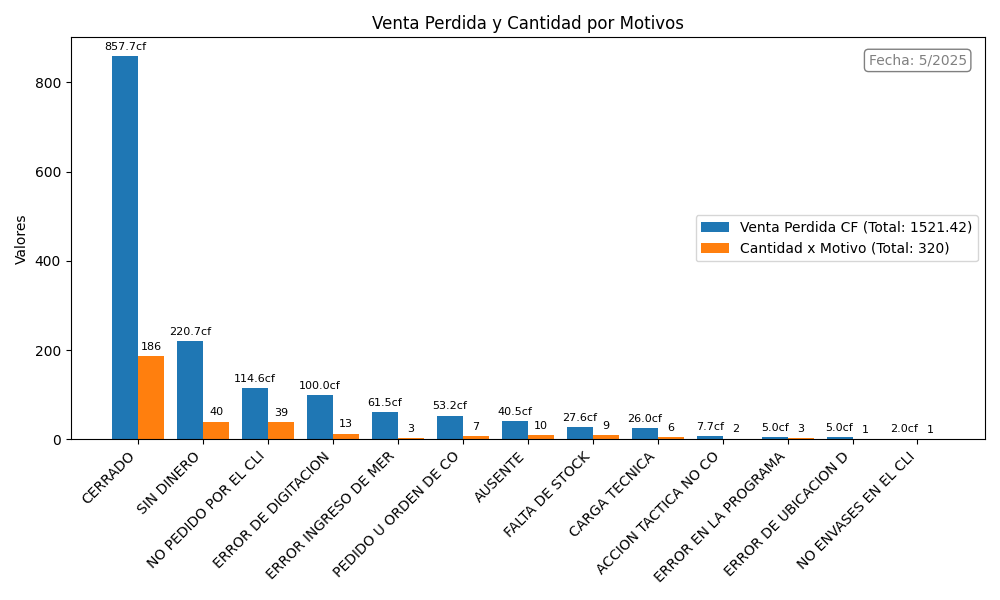 Venta Perdida y Cantidad por Motivos
Fecha: 5/2025
Valores
800
600
400
200
0
Venta Perdida CF (Total: 1521.42)
Cantidad x Motivo (Total: 320)
857.7cf
186
220.7cf
40
114.6cf
39
100.0cf
13
61.5cf
3
53.2cf
7
40.5cf
10
27.6cf
9
26.0cf
6
7.7cf
2
5.0cf
3
5.0cf
1
2.0cf
1
CERRADO
SIN DINERO
NO PEDIDO POR EL CLI
ERROR DE DIGITACION
ERROR INGRESO DE MER
PEDIDO U ORDEN DE CO
AUSENTE
FALTA DE STOCK
CARGA TECNICA
ACCION TACTICA NO CO
ERROR EN LA PROGRAMA
ERROR DE UBICACION D
NO ENVASES EN EL CLI